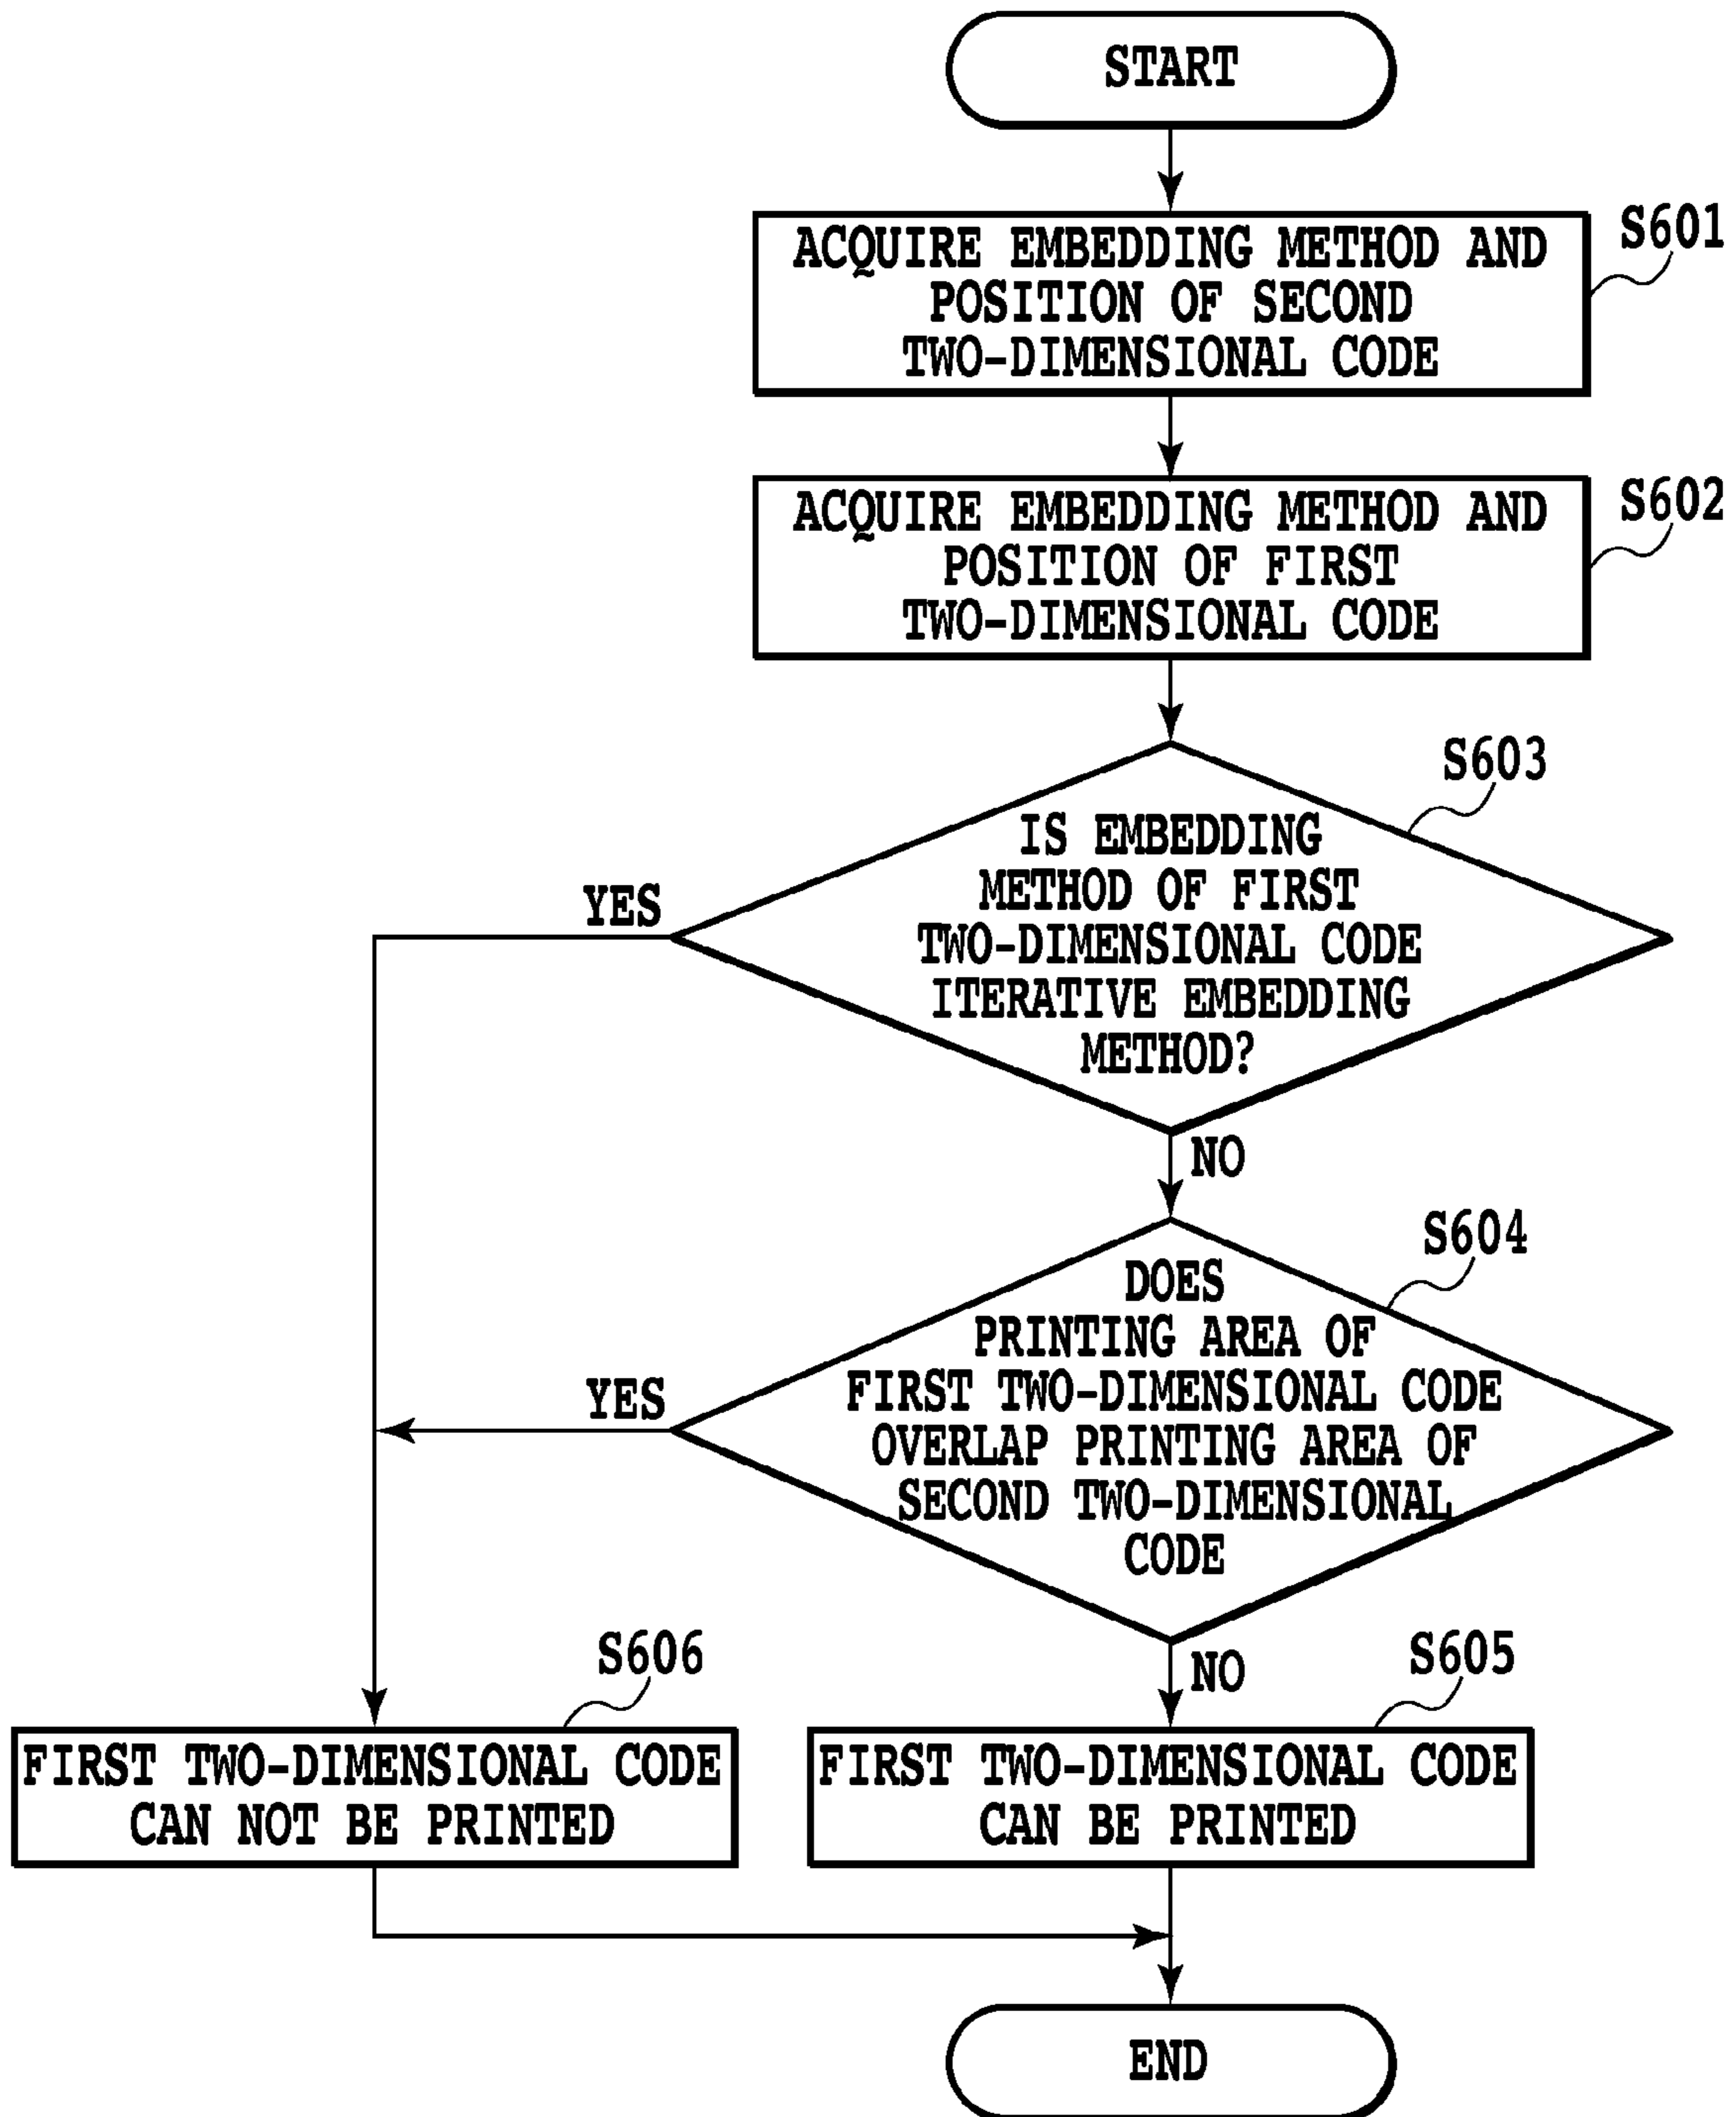 START
S601
ACQUIRE EMBEDDING METHOD AND
POSITION OF SECOND
TWO-DIMENSIONAL CODE
S602
ACQUIRE EMBEDDING METHOD AND
POSITION OF FIRST
TWO-DIMENSIONAL CODE
S603
IS EMBEDDING
METHOD OF FIRST
TWO-DIMENSIONAL CODE
ITERATIVE EMBEDDING
METHOD?
YES
NO
S604
DOES
PRINTING AREA OF
FIRST TWO-DIMENSIONAL CODE
OVERLAP PRINTING AREA OF
SECOND TWO-DIMENSIONAL
CODE
YES
NO
S606
FIRST TWO-DIMENSIONAL CODE
CAN NOT BE PRINTED
S605
FIRST TWO-DIMENSIONAL CODE
CAN BE PRINTED
END